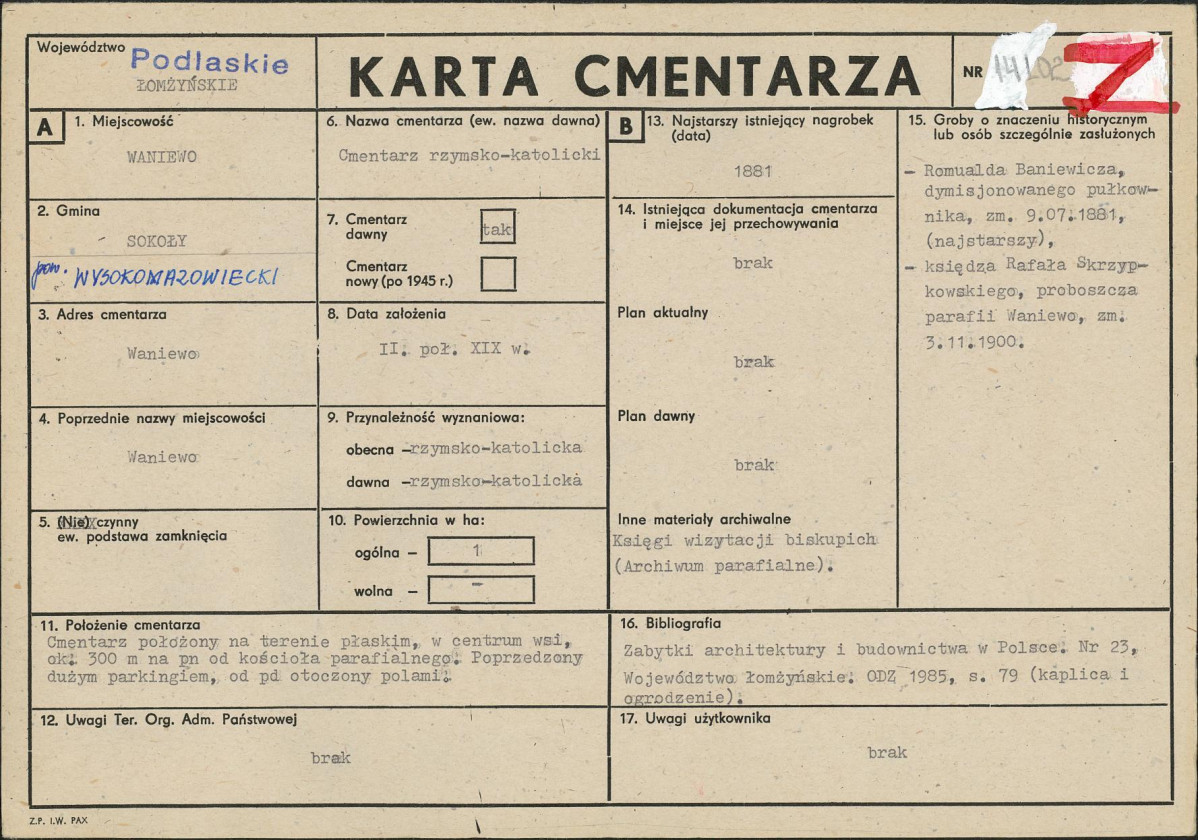 Województwo
Podlaskie
ŁOMŻYŃSKIE
KARTA CMENTARZA
NR 14102
Z
A
1. Miejscowość
WANIEWO
2. Gmina
SOKOŁY
pow. WYSOKOMAZOWIECKI
3. Adres cmentarza
Waniewo
4. Poprzednie nazwy miejscowości
Waniewo
5. (Nie) czynny
ew. podstawa zamknięcia
6. Nazwa cmentarza (ew. nazwa dawna)
Cmentarz rzymsko-katolicki
7. Cmentarz
dawny
tak
Cmentarz
nowy (po 1945 r.)
8. Data założenia
II. poł. XIX w.
9. Przynależność wyznaniowa:
obecna —rzymsko-katolicka
dawna —rzymsko-katolicka
10. Powierzchnia w ha:
ogólna — 1
wolna — -
B
13. Najstarszy istniejący nagrobek
(data)
1881
14. Istniejąca dokumentacja cmentarza
i miejsce jej przechowywania
brak
Plan aktualny
brak
Plan dawny
brak
Inne materiały archiwalne
Księgi wizytacji biskupich
(Archiwum parafialne).
15. Groby o znaczeniu historycznym
lub osób szczególnie zasłużonych
- Romualda Baniewicza,
dymisjonowanego pułkow-
nika, zm. 9.07.1881,
(najstarszy),
- księdza Rafała Skrzyp-
kowskiego, proboszcza
parafii Waniewo, zm.
3.11.1900.
11. Położenie cmentarza
Cmentarz położony na terenie płaskim, w centrum wsi,
ok. 300 m na pn od kościoła parafialnego. Poprzedzony
dużym parkingiem, od pd otoczony polami.
16. Bibliografia
Zabytki architektury i budownictwa w Polsce. Nr 23,
Województwo łomżyńskie. ODZ 1985, s. 79 (kaplica i
ogrodzenie).
12. Uwagi Ter. Org. Adm. Państwowej
brak
17. Uwagi użytkownika
brak
Z.P. I.W. PAX